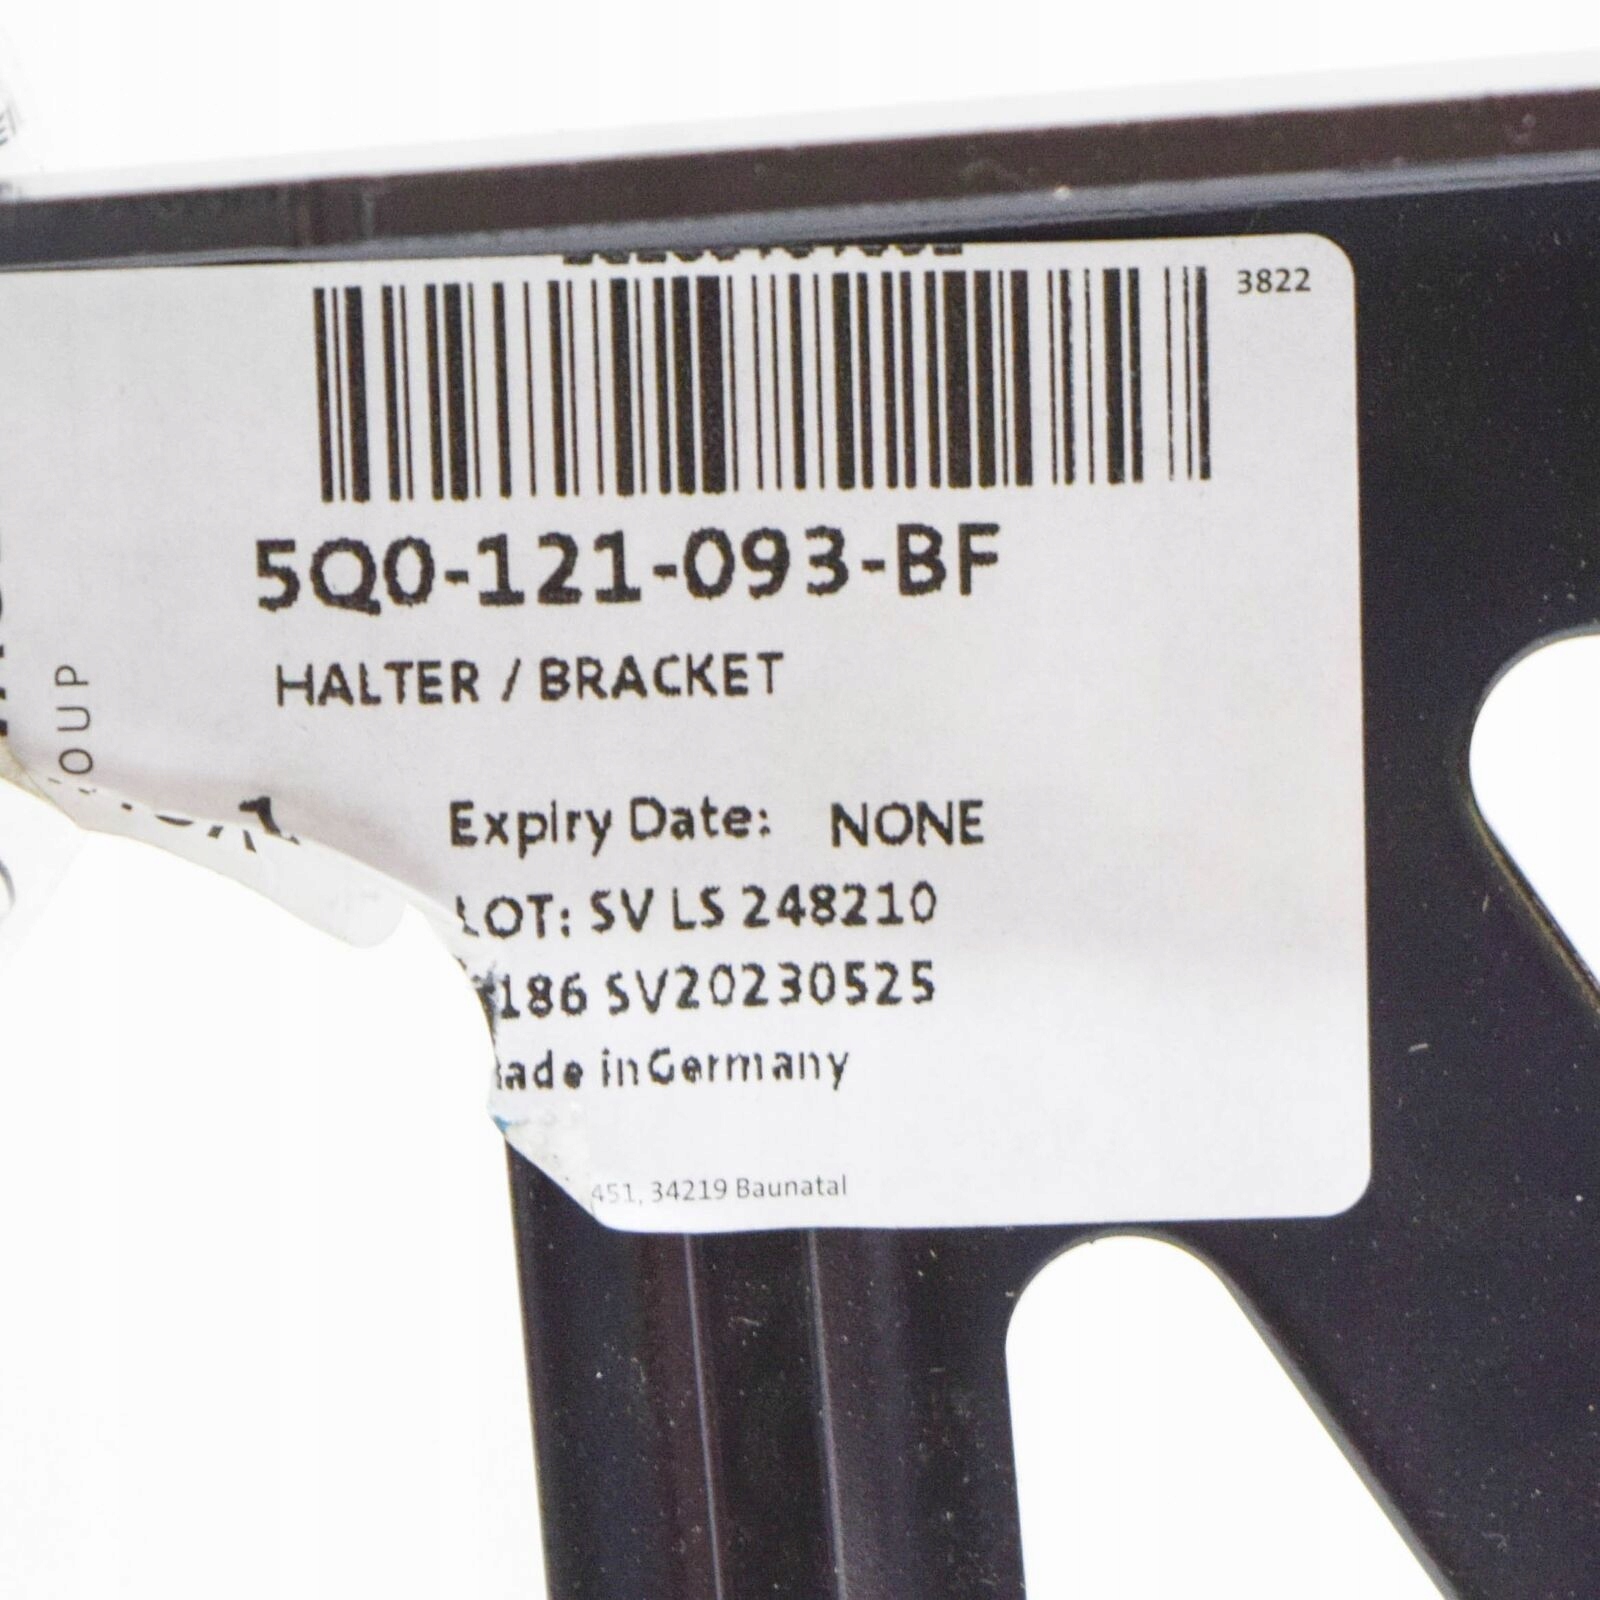 3822
5Q0-121-093-BF
HALTER / BRACKET
Expiry Date: NONE
LOT: SV LS 248210
186 SV20230525
ade in Germany
451, 34219 Baunatal
OUP